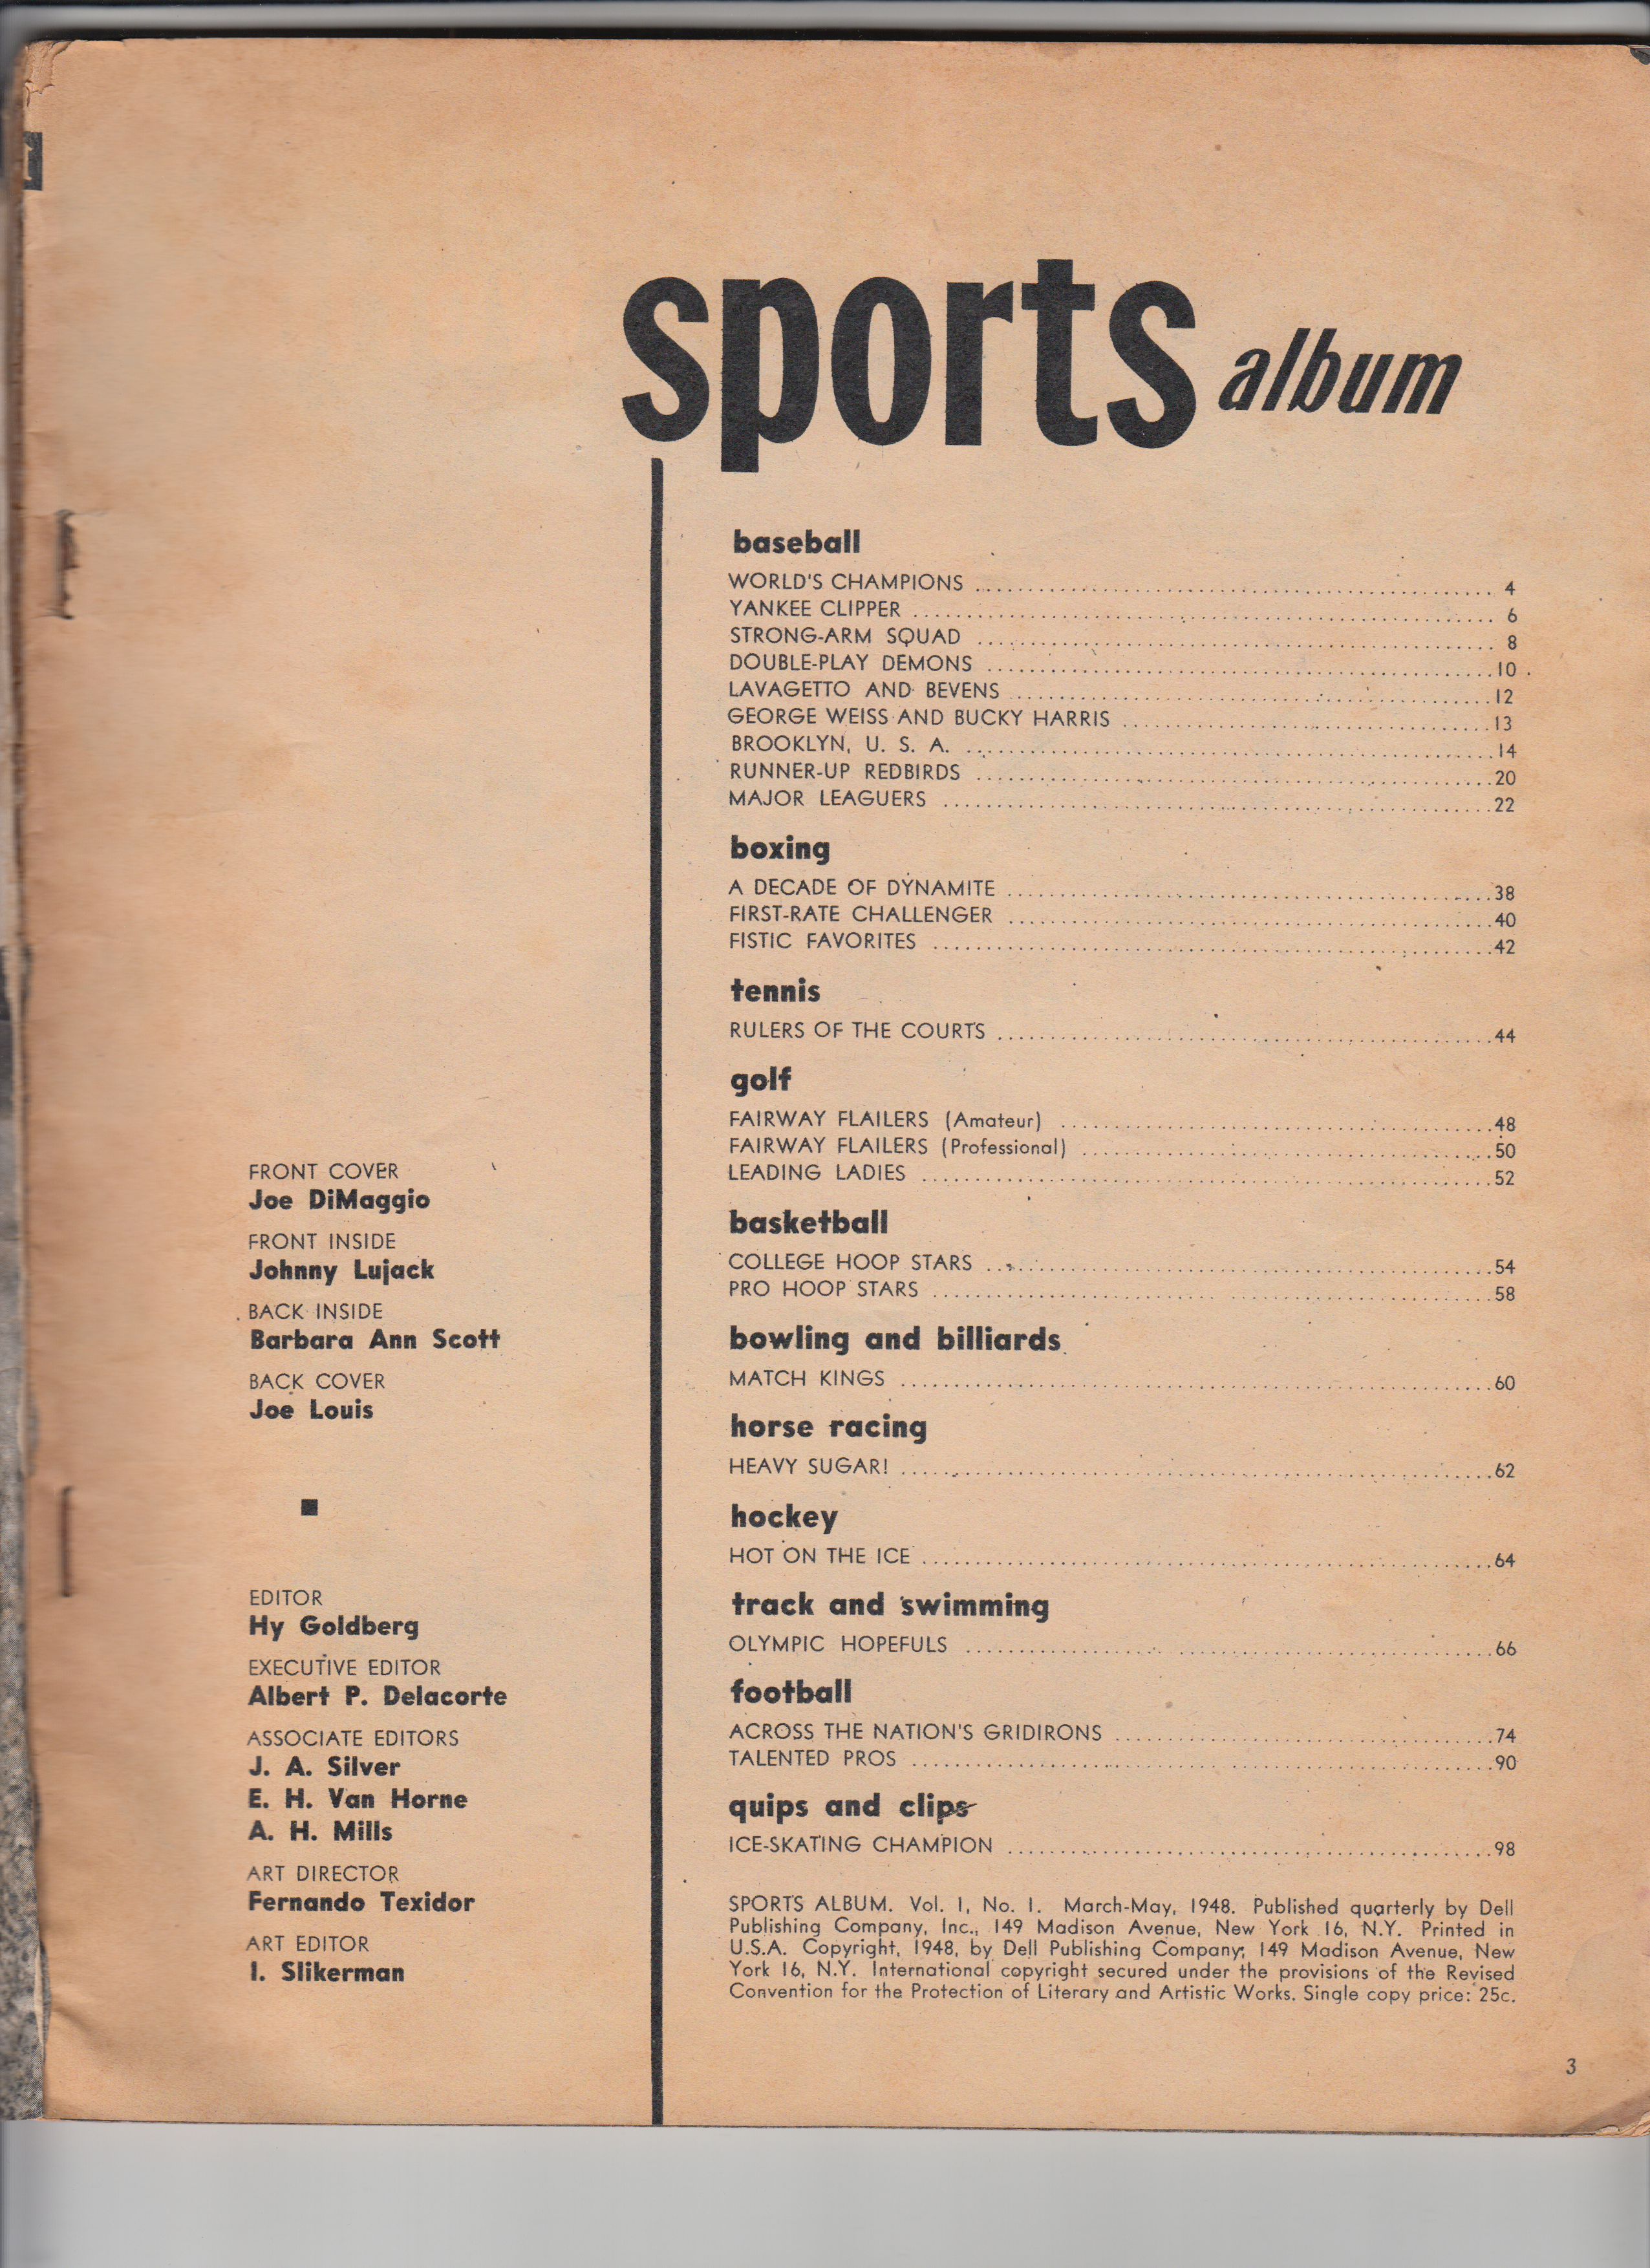 sports album
baseball
WORLD'S CHAMPIONS ........ 4
YANKEE CLIPPER ........ 6
STRONG-ARM SQUAD ........ 8
DOUBLE-PLAY DEMONS ........ 10
LAVAGETTO AND BEVENS ........ 12
GEORGE WEISS AND BUCKY HARRIS ........ 13
BROOKLYN, U. S. A. ........ 14
RUNNER-UP REDBIRDS ........ 20
MAJOR LEAGUERS ........ 22
boxing
A DECADE OF DYNAMITE ........ 38
FIRST-RATE CHALLENGER ........ 40
FISTIC FAVORITES ........ 42
tennis
RULERS OF THE COURTS ........ 44
golf
FAIRWAY FLAILERS (Amateur) ........ 48
FAIRWAY FLAILERS (Professional) ........ 50
LEADING LADIES ........ 52
basketball
COLLEGE HOOP STARS ........ 54
PRO HOOP STARS ........ 58
bowling and billiards
MATCH KINGS ........ 60
horse racing
HEAVY SUGAR! ........ 62
hockey
HOT ON THE ICE ........ 64
track and swimming
OLYMPIC HOPEFULS ........ 66
football
ACROSS THE NATION'S GRIDIRONS ........ 74
TALENTED PROS ........ 90
quips and clips
ICE-SKATING CHAMPION ........ 98
SPORTS ALBUM. Vol. 1, No. 1. March-May, 1948. Published quarterly by Dell
Publishing Company, Inc., 149 Madison Avenue, New York 16, N.Y. Printed in
U.S.A. Copyright, 1948, by Dell Publishing Company, 149 Madison Avenue, New
York 16, N.Y. International copyright secured under the provisions of the Revised
Convention for the Protection of Literary and Artistic Works. Single copy price: 25c.
FRONT COVER
Joe DiMaggio
FRONT INSIDE
Johnny Lujack
BACK INSIDE
Barbara Ann Scott
BACK COVER
Joe Louis
EDITOR
Hy Goldberg
EXECUTIVE EDITOR
Albert P. Delacorte
ASSOCIATE EDITORS
J. A. Silver
E. H. Van Horne
A. H. Mills
ART DIRECTOR
Fernando Texidor
ART EDITOR
I. Slikerman
3